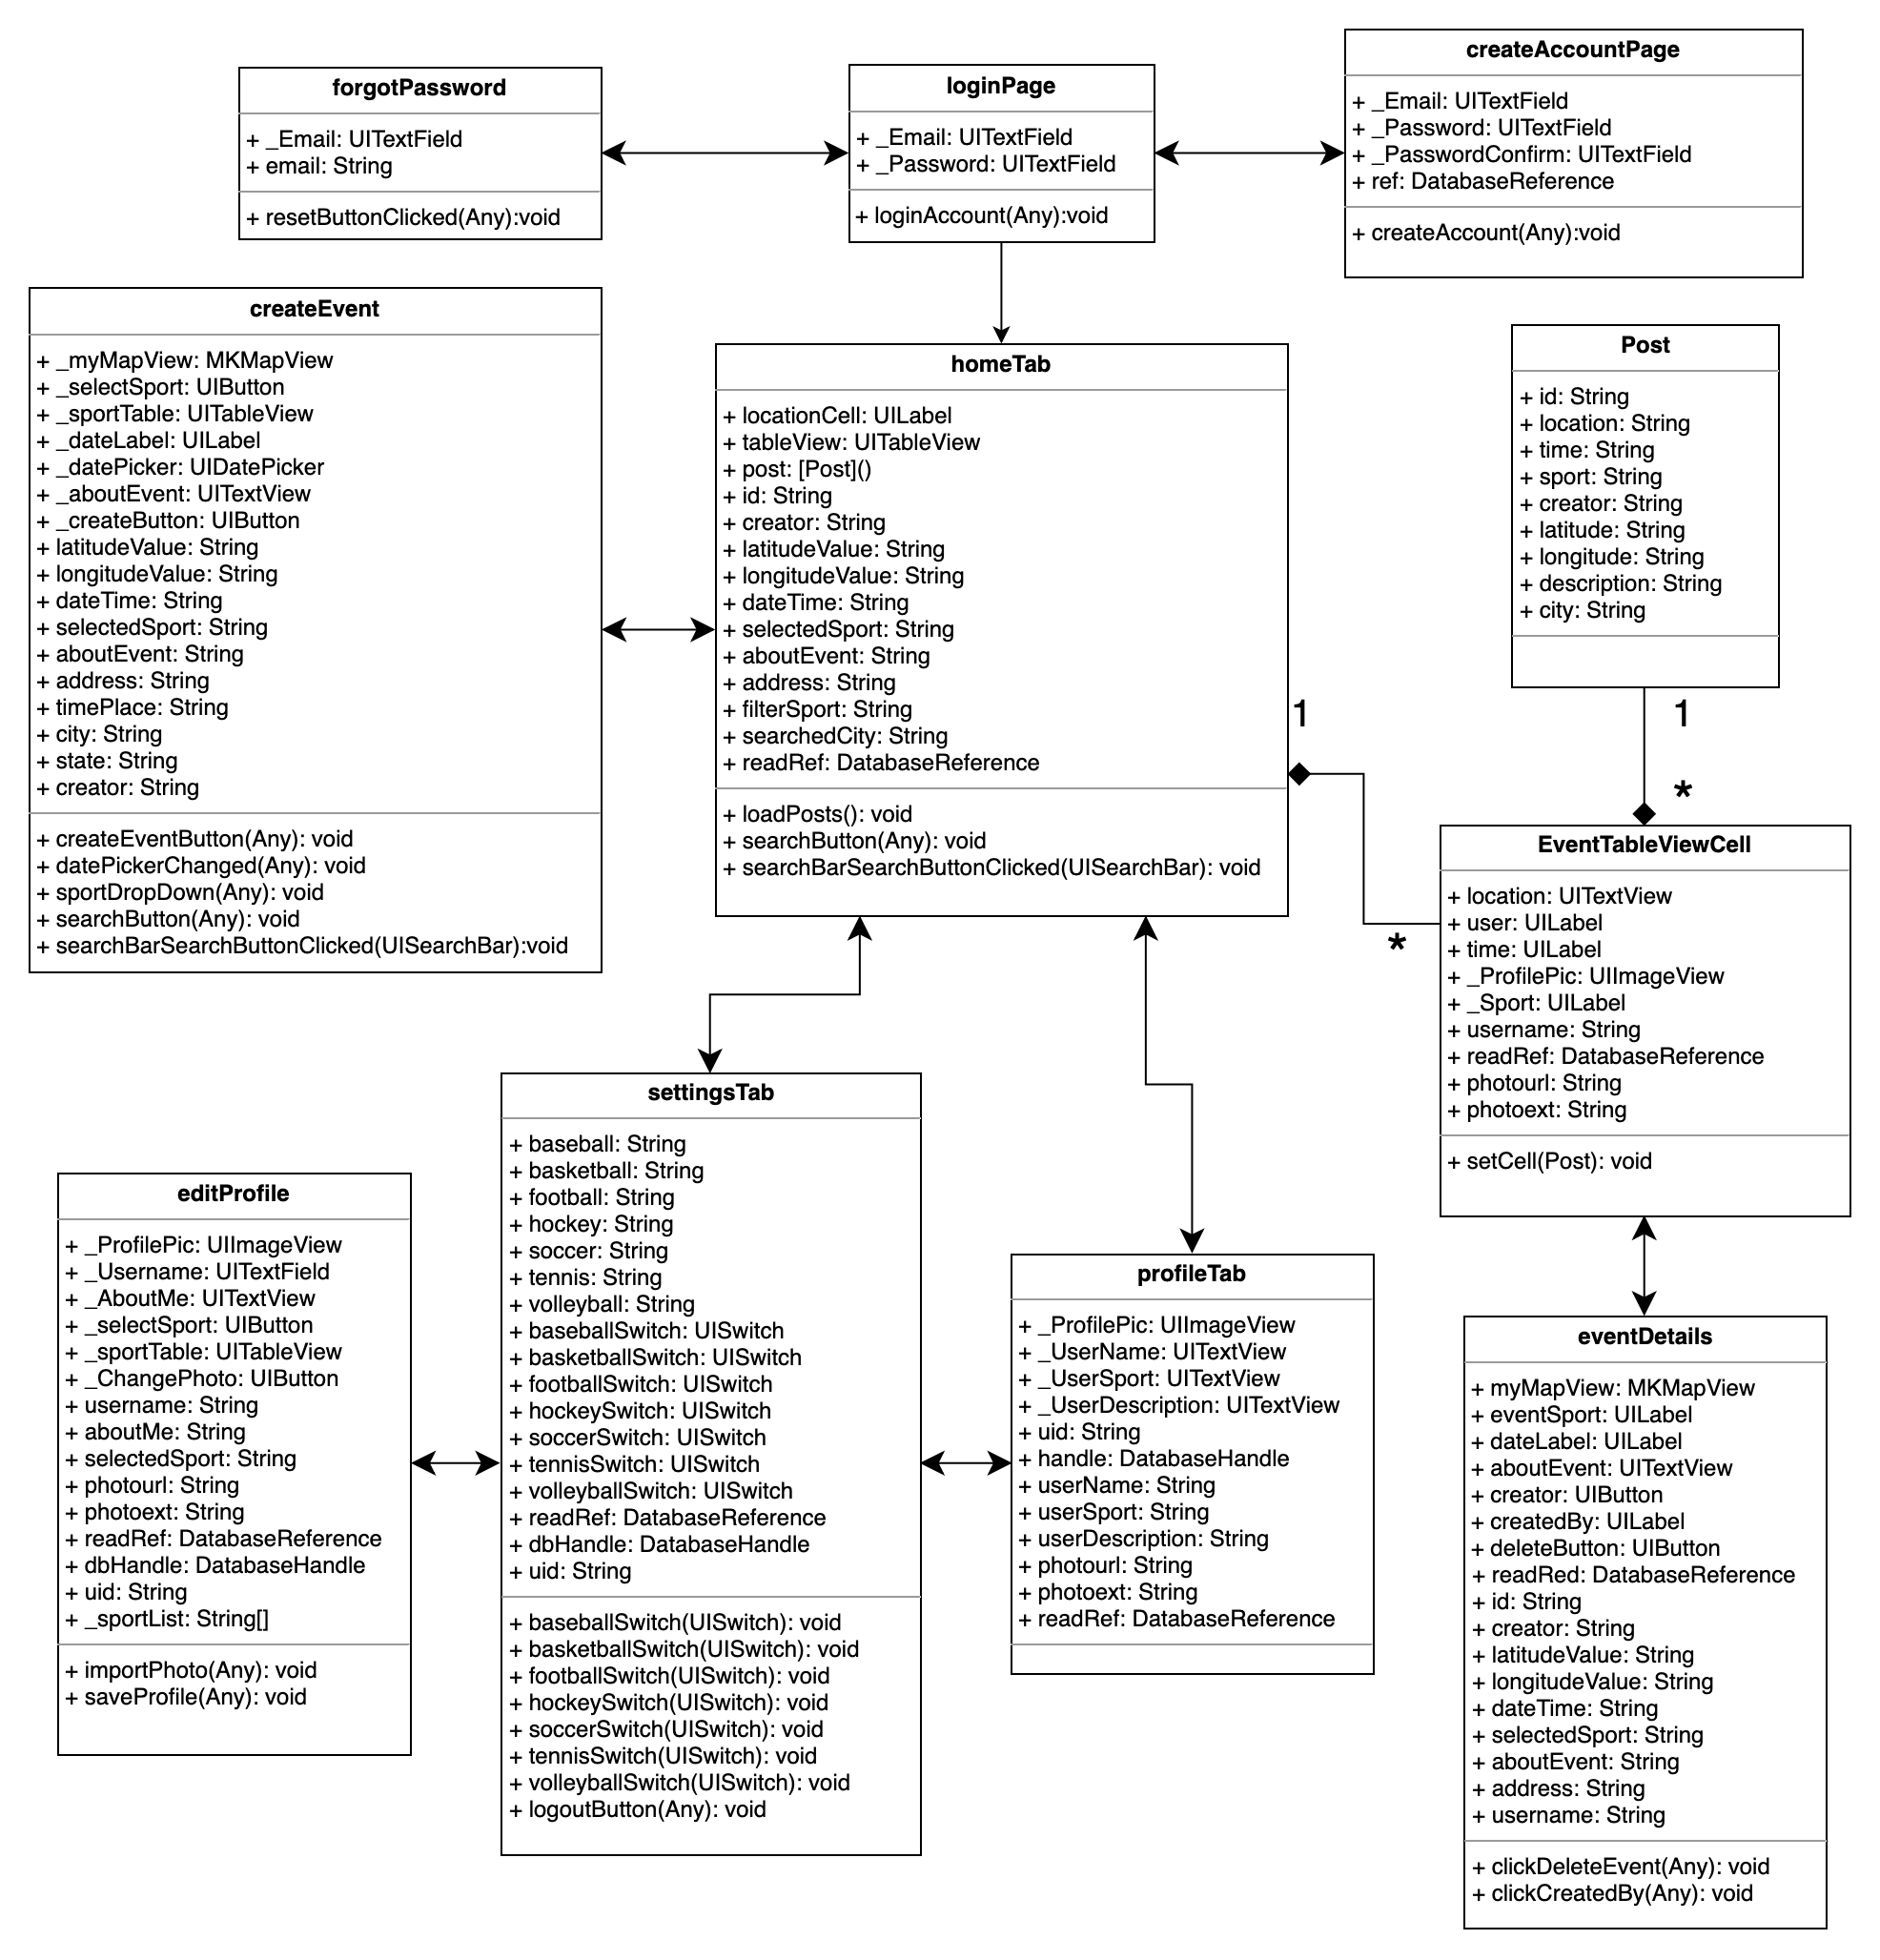 forgotPassword
+ _Email: UITextField
+ email: String
+ resetButtonClicked(Any):void
loginPage
+ _Email: UITextField
+ _Password: UITextField
+ loginAccount(Any):void
createAccountPage
+ _Email: UITextField
+ _Password: UITextField
+ _PasswordConfirm: UITextField
+ ref: DatabaseReference
+ createAccount(Any):void
createEvent
+ _myMapView: MKMapView
+ _selectSport: UIButton
+ _sportTable: UITableView
+ _dateLabel: UILabel
+ _datePicker: UIDatePicker
+ _aboutEvent: UITextView
+ _createButton: UIButton
+ latitudeValue: String
+ longitudeValue: String
+ dateTime: String
+ selectedSport: String
+ aboutEvent: String
+ address: String
+ timePlace: String
+ city: String
+ state: String
+ creator: String
+ createEventButton(Any): void
+ datePickerChanged(Any): void
+ sportDropDown(Any): void
+ searchButton(Any): void
+ searchBarSearchButtonClicked(UISearchBar):void
homeTab
+ locationCell: UILabel
+ tableView: UITableView
+ post: [Post]()
+ id: String
+ creator: String
+ latitudeValue: String
+ longitudeValue: String
+ dateTime: String
+ selectedSport: String
+ aboutEvent: String
+ address: String
+ filterSport: String
+ searchedCity: String
+ readRef: DatabaseReference
+ loadPosts(): void
+ searchButton(Any): void
+ searchBarSearchButtonClicked(UISearchBar): void
Post
+ id: String
+ location: String
+ time: String
+ sport: String
+ creator: String
+ latitude: String
+ longitude: String
+ description: String
+ city: String
1
1
*
*
EventTableViewCell
+ location: UITextView
+ user: UILabel
+ time: UILabel
+ _ProfilePic: UIImageView
+ _Sport: UILabel
+ username: String
+ readRef: DatabaseReference
+ photourl: String
+ photoext: String
+ setCell(Post): void
editProfile
+ _ProfilePic: UIImageView
+ _Username: UITextField
+ _AboutMe: UITextView
+ _selectSport: UIButton
+ _sportTable: UITableView
+ _ChangePhoto: UIButton
+ username: String
+ aboutMe: String
+ selectedSport: String
+ photourl: String
+ photoext: String
+ readRef: DatabaseReference
+ dbHandle: DatabaseHandle
+ uid: String
+ _sportList: String[]
+ importPhoto(Any): void
+ saveProfile(Any): void
settingsTab
+ baseball: String
+ basketball: String
+ football: String
+ hockey: String
+ soccer: String
+ tennis: String
+ volleyball: String
+ baseballSwitch: UISwitch
+ basketballSwitch: UISwitch
+ footballSwitch: UISwitch
+ hockeySwitch: UISwitch
+ soccerSwitch: UISwitch
+ tennisSwitch: UISwitch
+ volleyballSwitch: UISwitch
+ readRef: DatabaseReference
+ dbHandle: DatabaseHandle
+ uid: String
+ baseballSwitch(UISwitch): void
+ basketballSwitch(UISwitch): void
+ footballSwitch(UISwitch): void
+ hockeySwitch(UISwitch): void
+ soccerSwitch(UISwitch): void
+ tennisSwitch(UISwitch): void
+ volleyballSwitch(UISwitch): void
+ logoutButton(Any): void
profileTab
+ _ProfilePic: UIImageView
+ _UserName: UITextView
+ _UserSport: UITextView
+ _UserDescription: UITextView
+ uid: String
+ handle: DatabaseHandle
+ userName: String
+ userSport: String
+ userDescription: String
+ photourl: String
+ photoext: String
+ readRef: DatabaseReference
eventDetails
+ myMapView: MKMapView
+ eventSport: UILabel
+ dateLabel: UILabel
+ aboutEvent: UITextView
+ creator: UIButton
+ createdBy: UILabel
+ deleteButton: UIButton
+ readRed: DatabaseReference
+ id: String
+ creator: String
+ latitudeValue: String
+ longitudeValue: String
+ dateTime: String
+ selectedSport: String
+ aboutEvent: String
+ address: String
+ username: String
+ clickDeleteEvent(Any): void
+ clickCreatedBy(Any): void